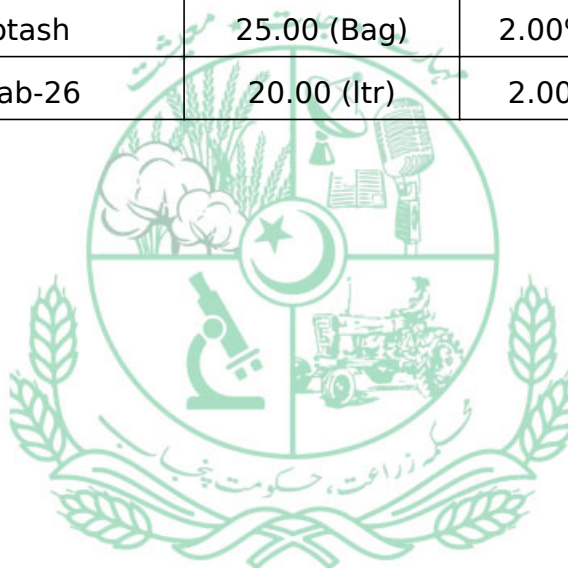 otash 25.00 (Bag) 2.00%
ab-26 20.00 (ltr) 2.00
محکمہ زراعت، حکومت پنجاب